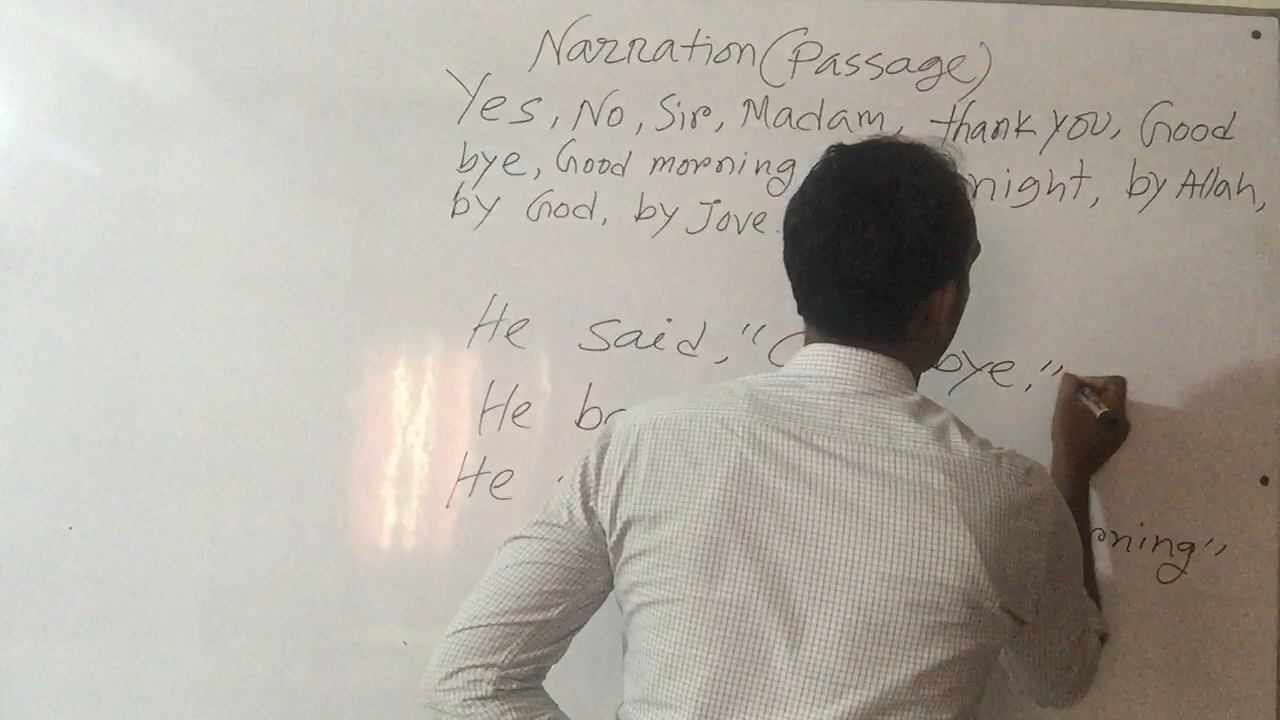 Narration (Passage)
Yes, No, Sir, Madam, thank you, Good
bye, Good morning night, by Allah,
by God, by Jove
He said, " bye,"
He
He "